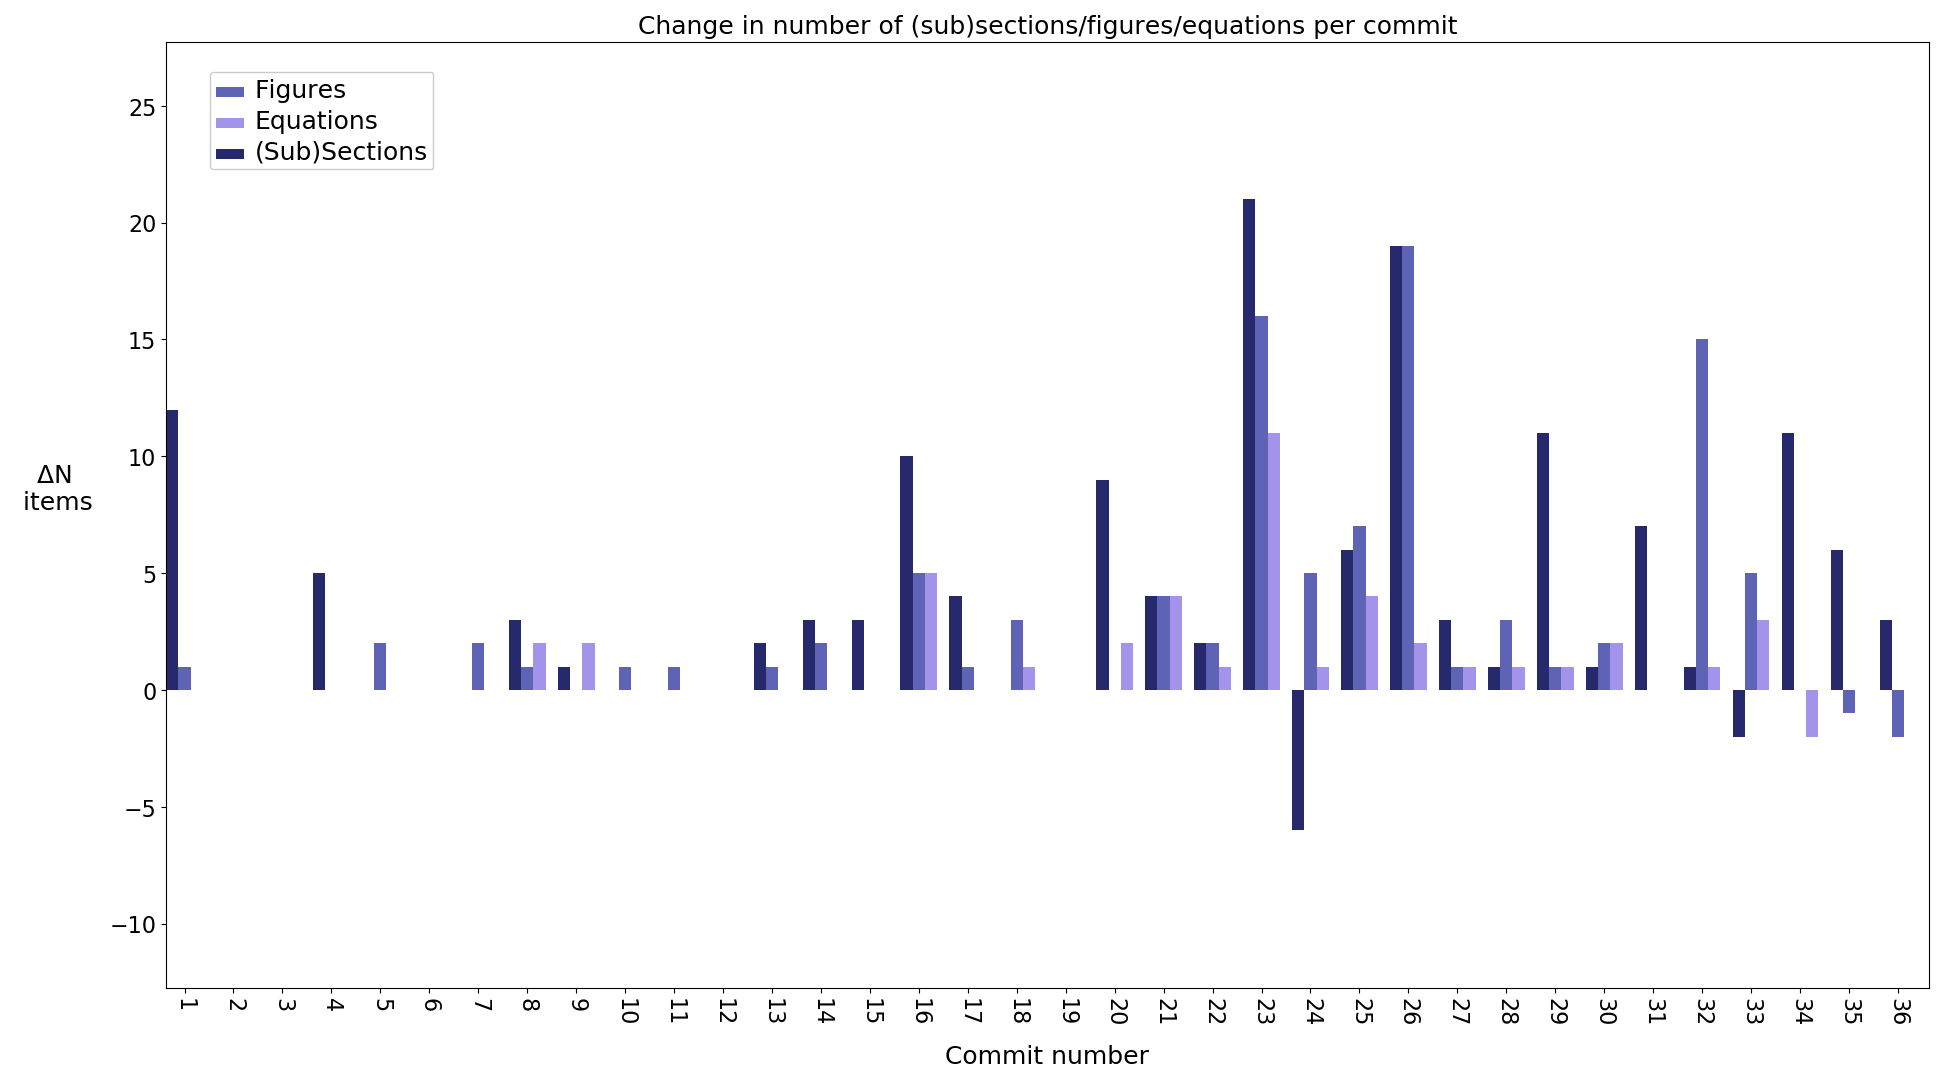 Change in number of (sub)sections/figures/equations per commit
Figures
Equations
(Sub)Sections
25
20
15
10
5
0
−5
−10
ΔN
items
1 2 3 4 5 6 7 8 9 10 11 12 13 14 15 16 17 18 19 20 21 22 23 24 25 26 27 28 29 30 31 32 33 34 35 36
Commit number